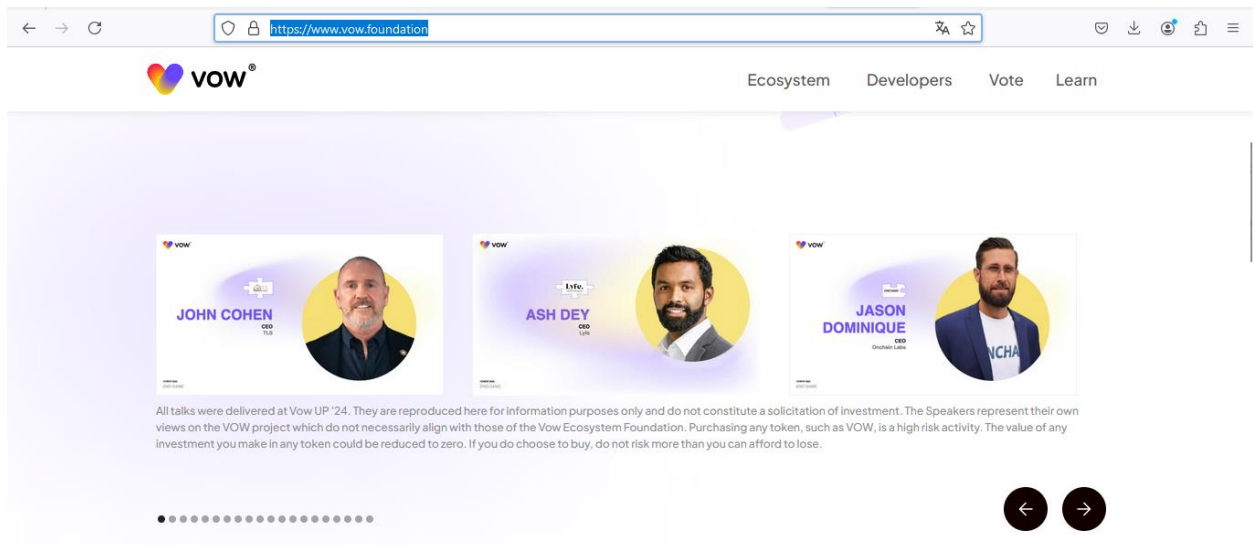 https://www.vow.foundation
vow®
Ecosystem
Developers
Vote
Learn
vow
JOHN COHEN
CEO
TLB
vow
Lyfe.
ASH DEY
CEO
Lyfe
vow
JASON
DOMINIQUE
CEO
Onchain Labs
NCHA
All talks were delivered at Vow UP '24. They are reproduced here for information purposes only and do not constitute a solicitation of investment. The Speakers represent their own
views on the VOW project which do not necessarily align with those of the Vow Ecosystem Foundation. Purchasing any token, such as VOW, is a high risk activity. The value of any
investment you make in any token could be reduced to zero. If you do choose to buy, do not risk more than you can afford to lose.